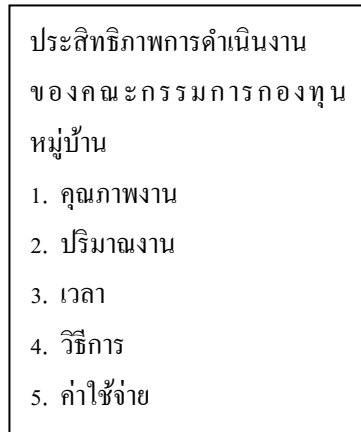 ประสิทธิภาพการดำเนินงาน
ของคณะกรรมการกองทุน
หมู่บ้าน
1. คุณภาพงาน
2. ปริมาณงาน
3. เวลา
4. วิธีการ
5. ค่าใช้จ่าย